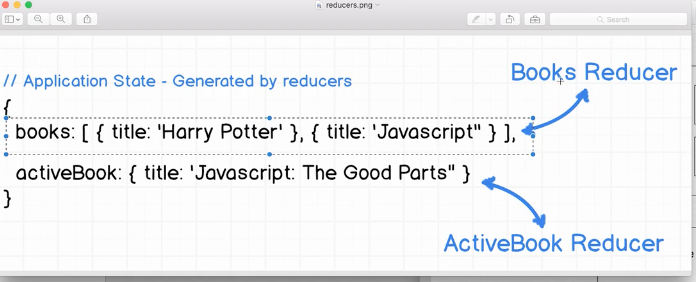 reducers.png
Search
Books Reducer
// Application State - Generated by reducers
{
books: [ { title: 'Harry Potter' }, { title: 'Javascript" } ],
activeBook: { title: 'Javascript: The Good Parts" }
}
ActiveBook Reducer